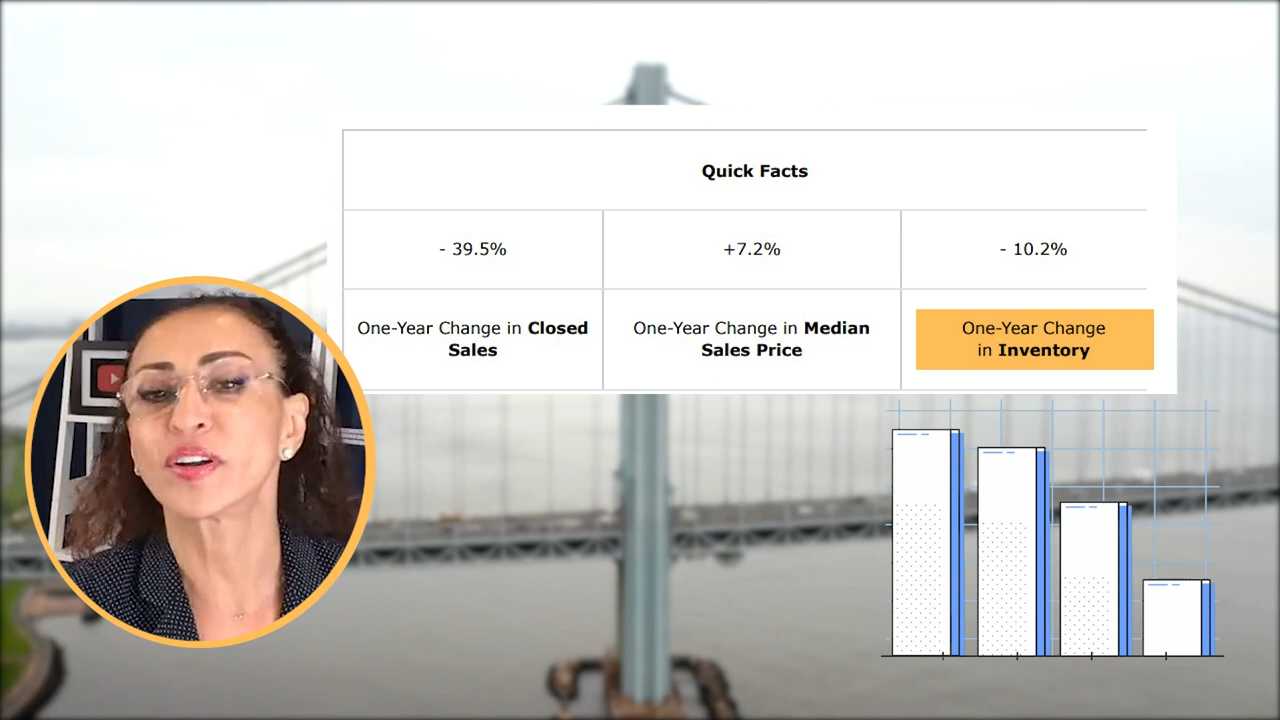 Quick Facts
- 39.5%
+7.2%
- 10.2%
One-Year Change in Closed
Sales
One-Year Change in Median
Sales Price
One-Year Change
in Inventory